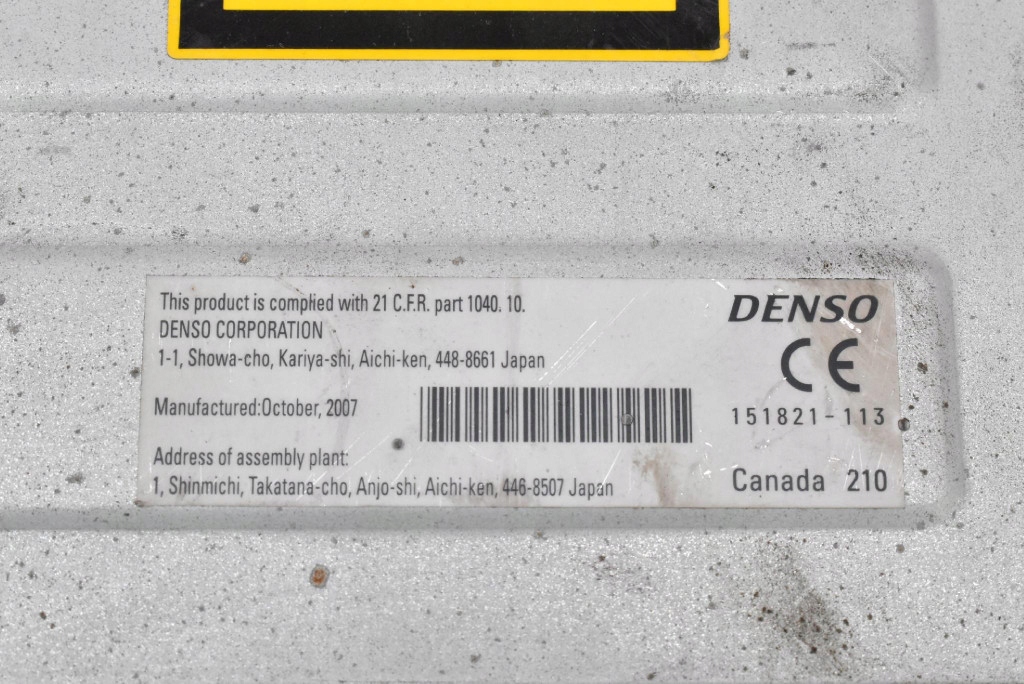 This product is complied with 21 C.F.R. part 1040. 10.
DENSO CORPORATION
1-1, Showa-cho, Kariya-shi, Aichi-ken, 448-8661 Japan
Manufactured:October, 2007
Address of assembly plant:
1, Shinmichi, Takatana-cho, Anjo-shi, Aichi-ken, 446-8507 Japan
DENSO
CE
151821-113
Canada 210